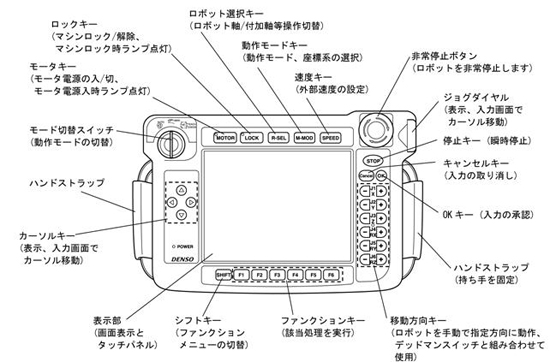 ロボット選択キー
(ロボット軸/付加軸等操作切替)
ロックキー
(マシンロック/解除、
マシンロック時ランプ点灯)
動作モードキー
(動作モード、座標系の選択)
非常停止ボタン
(ロボットを非常停止します)
モータキー
(モータ電源の入/切、
モータ電源入時ランプ点灯)
速度キー
(外部速度の設定)
ジョグダイヤル
(表示、入力画面で
カーソル移動)
モード切替スイッチ
(動作モードの切替)
停止キー(瞬時停止)
キャンセルキー
(入力の取り消し)
ハンドストラップ
OKキー(入力の承認)
カーソルキー
(表示、入力画面で
カーソル移動)
ハンドストラップ
(持ち手を固定)
表示部
(画面表示と
タッチパネル)
シフトキー
(ファンクション
メニューの切替)
ファンクションキー
(該当処理を実行)
移動方向キー
(ロボットを手動で指定方向に動作、
デッドマンスイッチと組み合わせて
使用)
MOTOR
LOCK
R-SEL
M-MOD
SPEED
STOP
Cancel
OK
J1
X
J2
Y
J3
Z
J4
RX
J5
RY
J6
RZ
POWER
DENSO
SHIFT
F1
F2
F3
F4
F5
F6